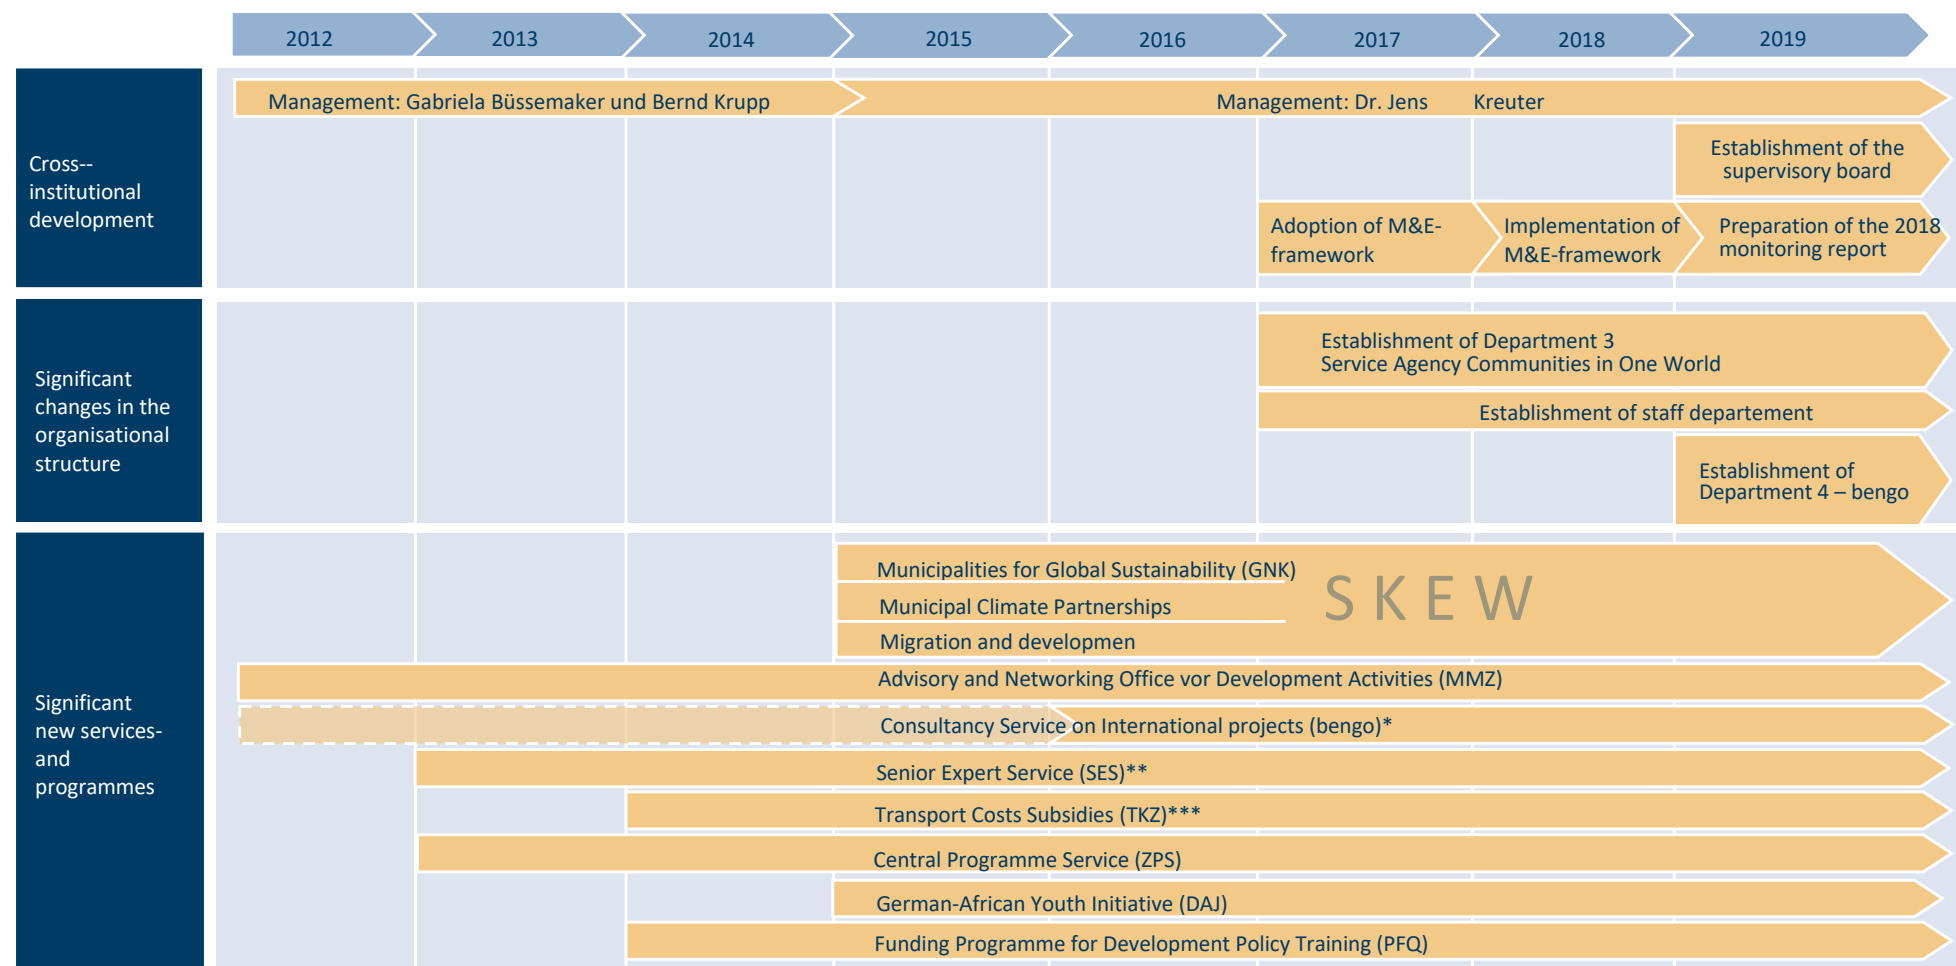 2012 2013 2014 2015 2016 2017 2018 2019
Cross--
institutional
development
Management: Gabriela Büssemaker und Bernd Krupp
Management: Dr. Jens Kreuter
Establishment of the
supervisory board
Adoption of M&E-
framework
Implementation of
M&E-framework
Preparation of the 2018
monitoring report
Significant
changes in the
organisational
structure
Establishment of Department 3
Service Agency Communities in One World
Establishment of staff departement
Establishment of
Department 4 – bengo
Significant
new services-
and
programmes
Municipalities for Global Sustainability (GNK)
Municipal Climate Partnerships
Migration and developmen
SKEW
Advisory and Networking Office vor Development Activities (MMZ)
Consultancy Service on International projects (bengo)*
Senior Expert Service (SES)**
Transport Costs Subsidies (TKZ)***
Central Programme Service (ZPS)
German-African Youth Initiative (DAJ)
Funding Programme for Development Policy Training (PFQ)